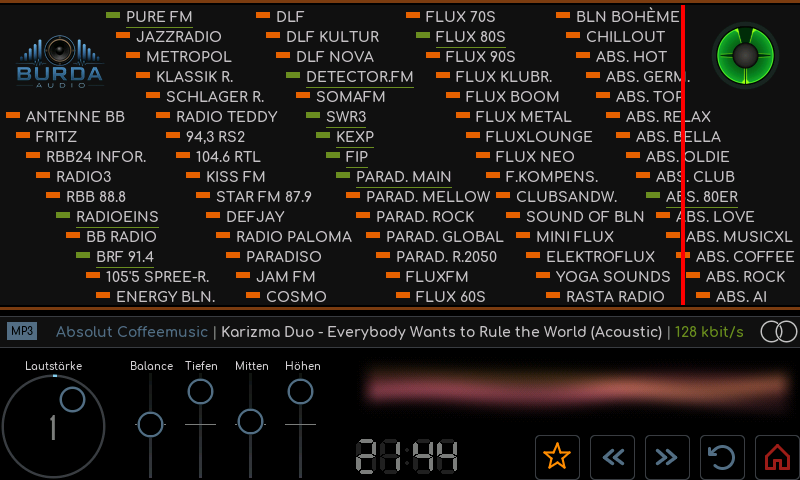 BURDA
AUDIO
PURE FM
JAZZRADIO
METROPOL
KLASSIK R.
SCHLAGER R.
RADIO TEDDY
94,3 RS2
104.6 RTL
KISS FM
STAR FM 87.9
DEFJAY
RADIO PALOMA
PARADISO
JAM FM
COSMO
ANTENNE BB
FRITZ
RBB24 INFOR.
RADIO3
RBB 88.8
RADIOEINS
BB RADIO
BRF 91.4
105'5 SPREE-R.
ENERGY BLN.
DLF
DLF KULTUR
DLF NOVA
DETECTOR.FM
SOMAFM
SWR3
KEXP
FIP
PARAD. MAIN
PARAD. MELLOW
PARAD. ROCK
PARAD. GLOBAL
PARAD. R.2050
FLUXFM
FLUX 60S
FLUX 70S
FLUX 80S
FLUX 90S
FLUX KLUBR.
FLUX BOOM
FLUX METAL
FLUXLOUNGE
FLUX NEO
F.KOMPENS.
CLUBSANDW.
SOUND OF BLN
MINI FLUX
ELEKTROFLUX
YOGA SOUNDS
RASTA RADIO
BLN BOHÈME
CHILLOUT
ABS. HOT
ABS. GERM.
ABS. TOP
ABS. RELAX
ABS. BELLA
ABS. OLDIE
ABS. CLUB
ABS. 80ER
ABS. LOVE
ABS. MUSICXL
ABS. COFFEE
ABS. ROCK
ABS. AI
MP3 Absolut Coffeemusic | Karizma Duo - Everybody Wants to Rule the World (Acoustic) | 128 kbit/s
Lautstärke Balance Tiefen Mitten Höhen
1
21:44